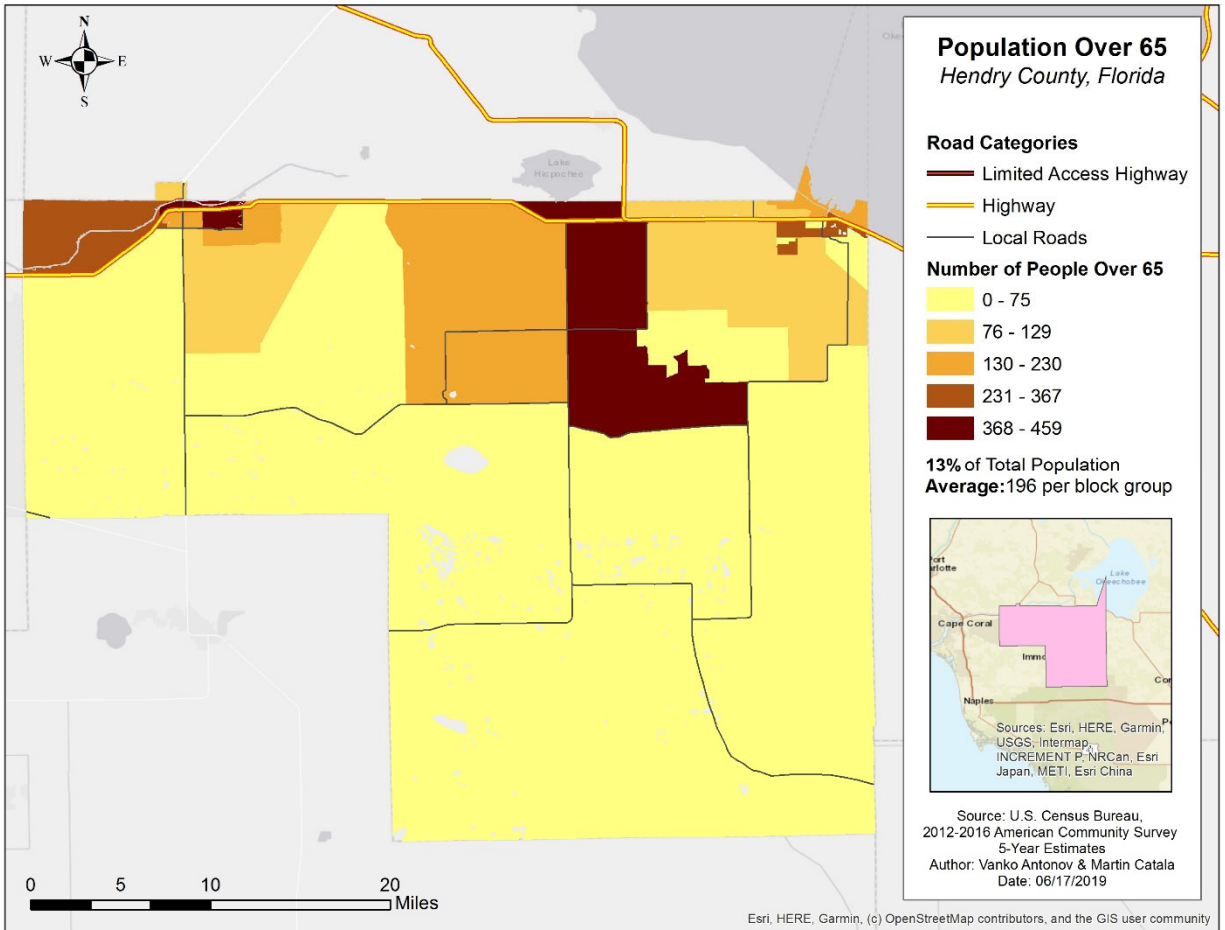 N
W
E
S
Lake
Hicpochee
Population Over 65
Hendry County, Florida
Road Categories
Limited Access Highway
Highway
Local Roads
Number of People Over 65
0 - 75
76 - 129
130 - 230
231 - 367
368 - 459
13% of Total Population
Average:196 per block group
Lake
Okeechobee
Cape Coral
Immo
Naples
Sources: Esri, HERE, Garmin,
USGS, Intermap,
INCREMENT P, NRCan, Esri
Japan, METI, Esri China
Source: U.S. Census Bureau,
2012-2016 American Community Survey
5-Year Estimates
Author: Vanko Antonov & Martin Catala
Date: 06/17/2019
0 5 10 20
Miles
Esri, HERE, Garmin, (c) OpenStreetMap contributors, and the GIS user community